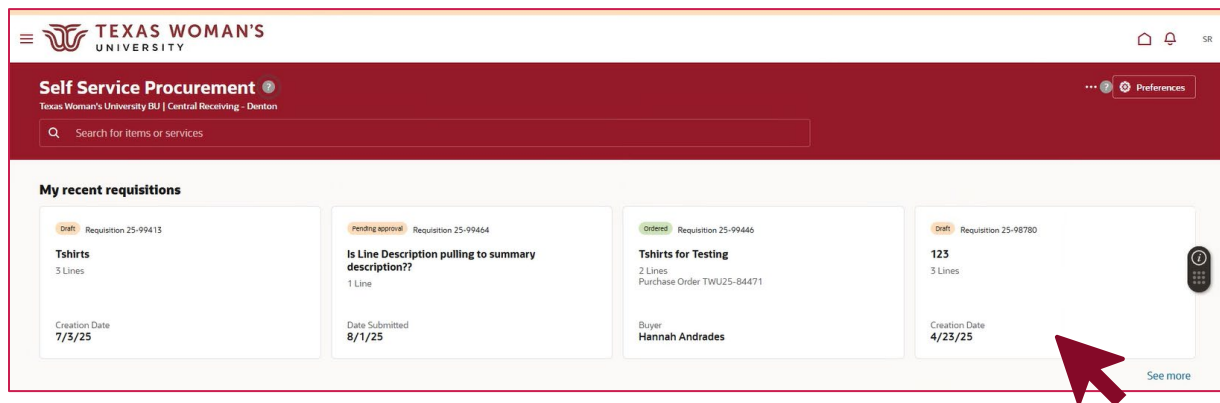 TEXAS WOMAN'S
UNIVERSITY
SR
Self Service Procurement ?
Texas Woman's University BU | Central Receiving - Denton
... ? Preferences
Search for items or services
My recent requisitions
Draft Requisition 25-99413
Tshirts
3 Lines
Creation Date
7/3/25
Pending approval Requisition 25-99464
Is Line Description pulling to summary
description??
1 Line
Date Submitted
8/1/25
Ordered Requisition 25-99446
Tshirts for Testing
2 Lines
Purchase Order TWU25-84471
Buyer
Hannah Andrades
Draft Requisition 25-98780
123
3 Lines
Creation Date
4/23/25
See more